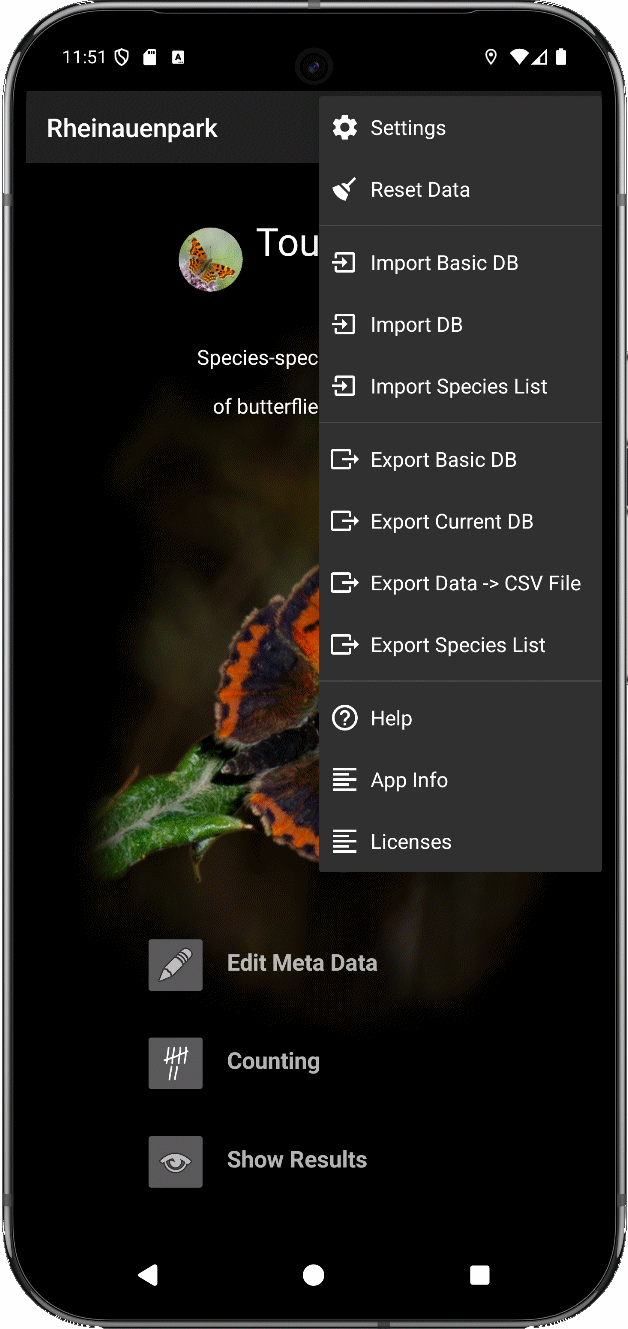 11:51
Rheinauenpark
Settings
Reset Data
Tou
Import Basic DB
Import DB
Species-spec
Import Species List
of butterflie
Export Basic DB
Export Current DB
Export Data -> CSV File
Export Species List
Help
App Info
Licenses
Edit Meta Data
Counting
Show Results